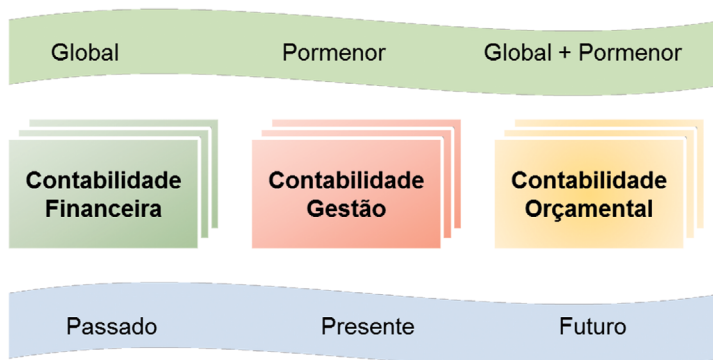 Global Pormenor Global + Pormenor
Contabilidade Financeira
Contabilidade Gestão
Contabilidade Orçamental
Passado Presente Futuro